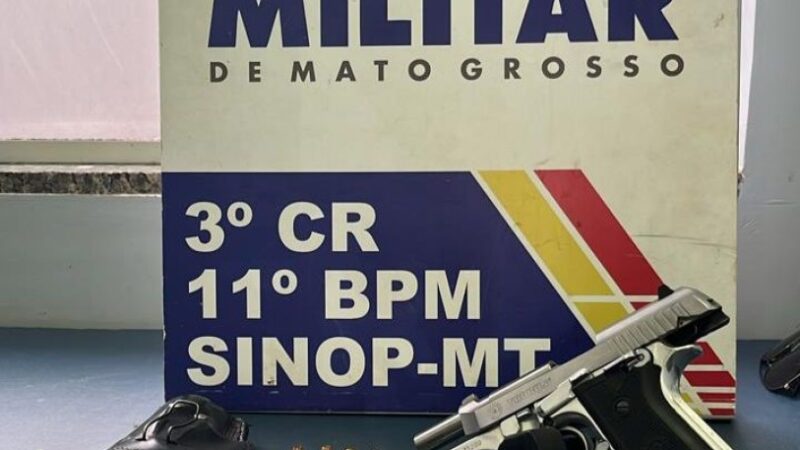 MILITAR
DE MATO GROSSO
3º CR
11º BPM
SINOP-MT